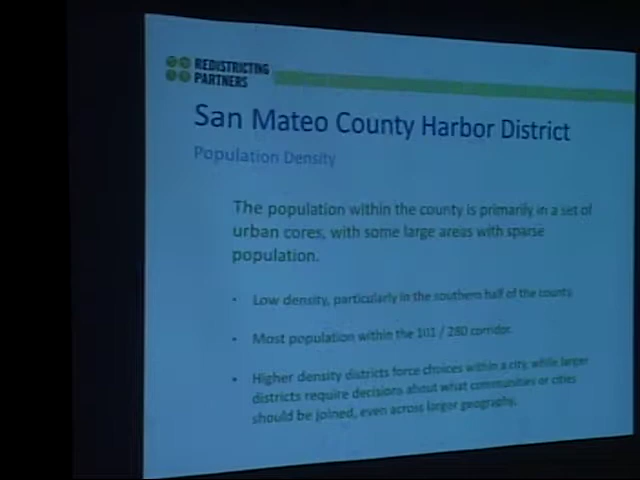 REDISTRICTING
PARTNERS
San Mateo County Harbor District
Population Density
The population within the county is primarily in a set of
urban cores, with some large areas with sparse
population.
• Low density, particularly in the southern half of the county.
• Most population within the 101 / 280 corridor.
• Higher density districts force choices within a city, while larger
districts require decisions about what communities or cities
should be joined, even across larger geography.